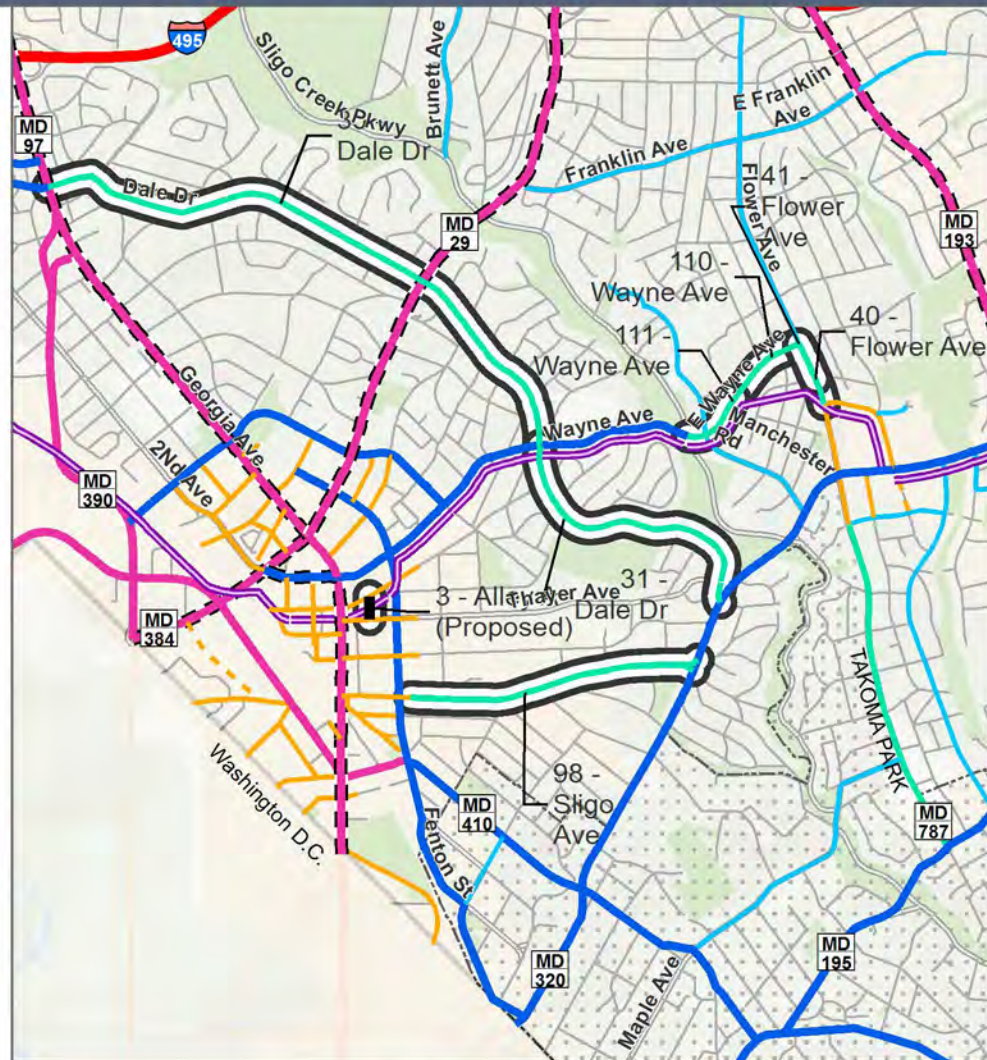 495
Sligo Creek Pkwy
Brunett Ave
E Franklin
Ave
MD
97
Dale Dr
Dale Dr
Franklin Ave
41 -
Flower
Ave
Flower Ave
MD
29
MD
193
110 -
Wayne Ave
40 -
Flower Ave
111 -
Wayne Ave
E Wayne Ave
Manchester
Rd
Georgia Ave
Wayne Ave
2Nd Ave
MD
390
3 - Alley
(Proposed)
Thayer Ave
31 -
Dale Dr
MD
384
TAKOMA PARK
Washington D.C.
98 -
Sligo
Ave
MD
410
MD
787
Fenton St
MD
320
MD
195
Maple Ave